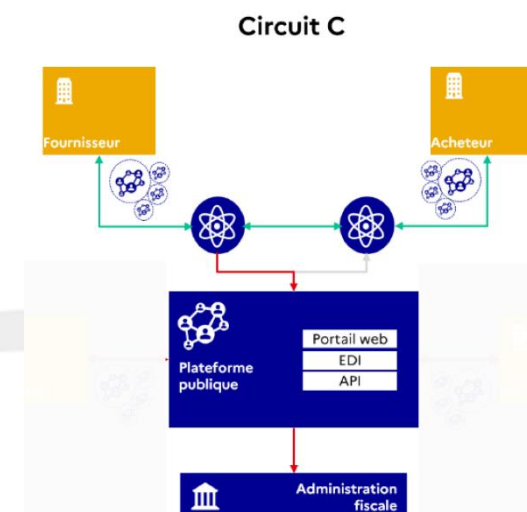 Circuit C
Fournisseur
Acheteur
Portail web
EDI
API
Plateforme
publique
Administration
fiscale